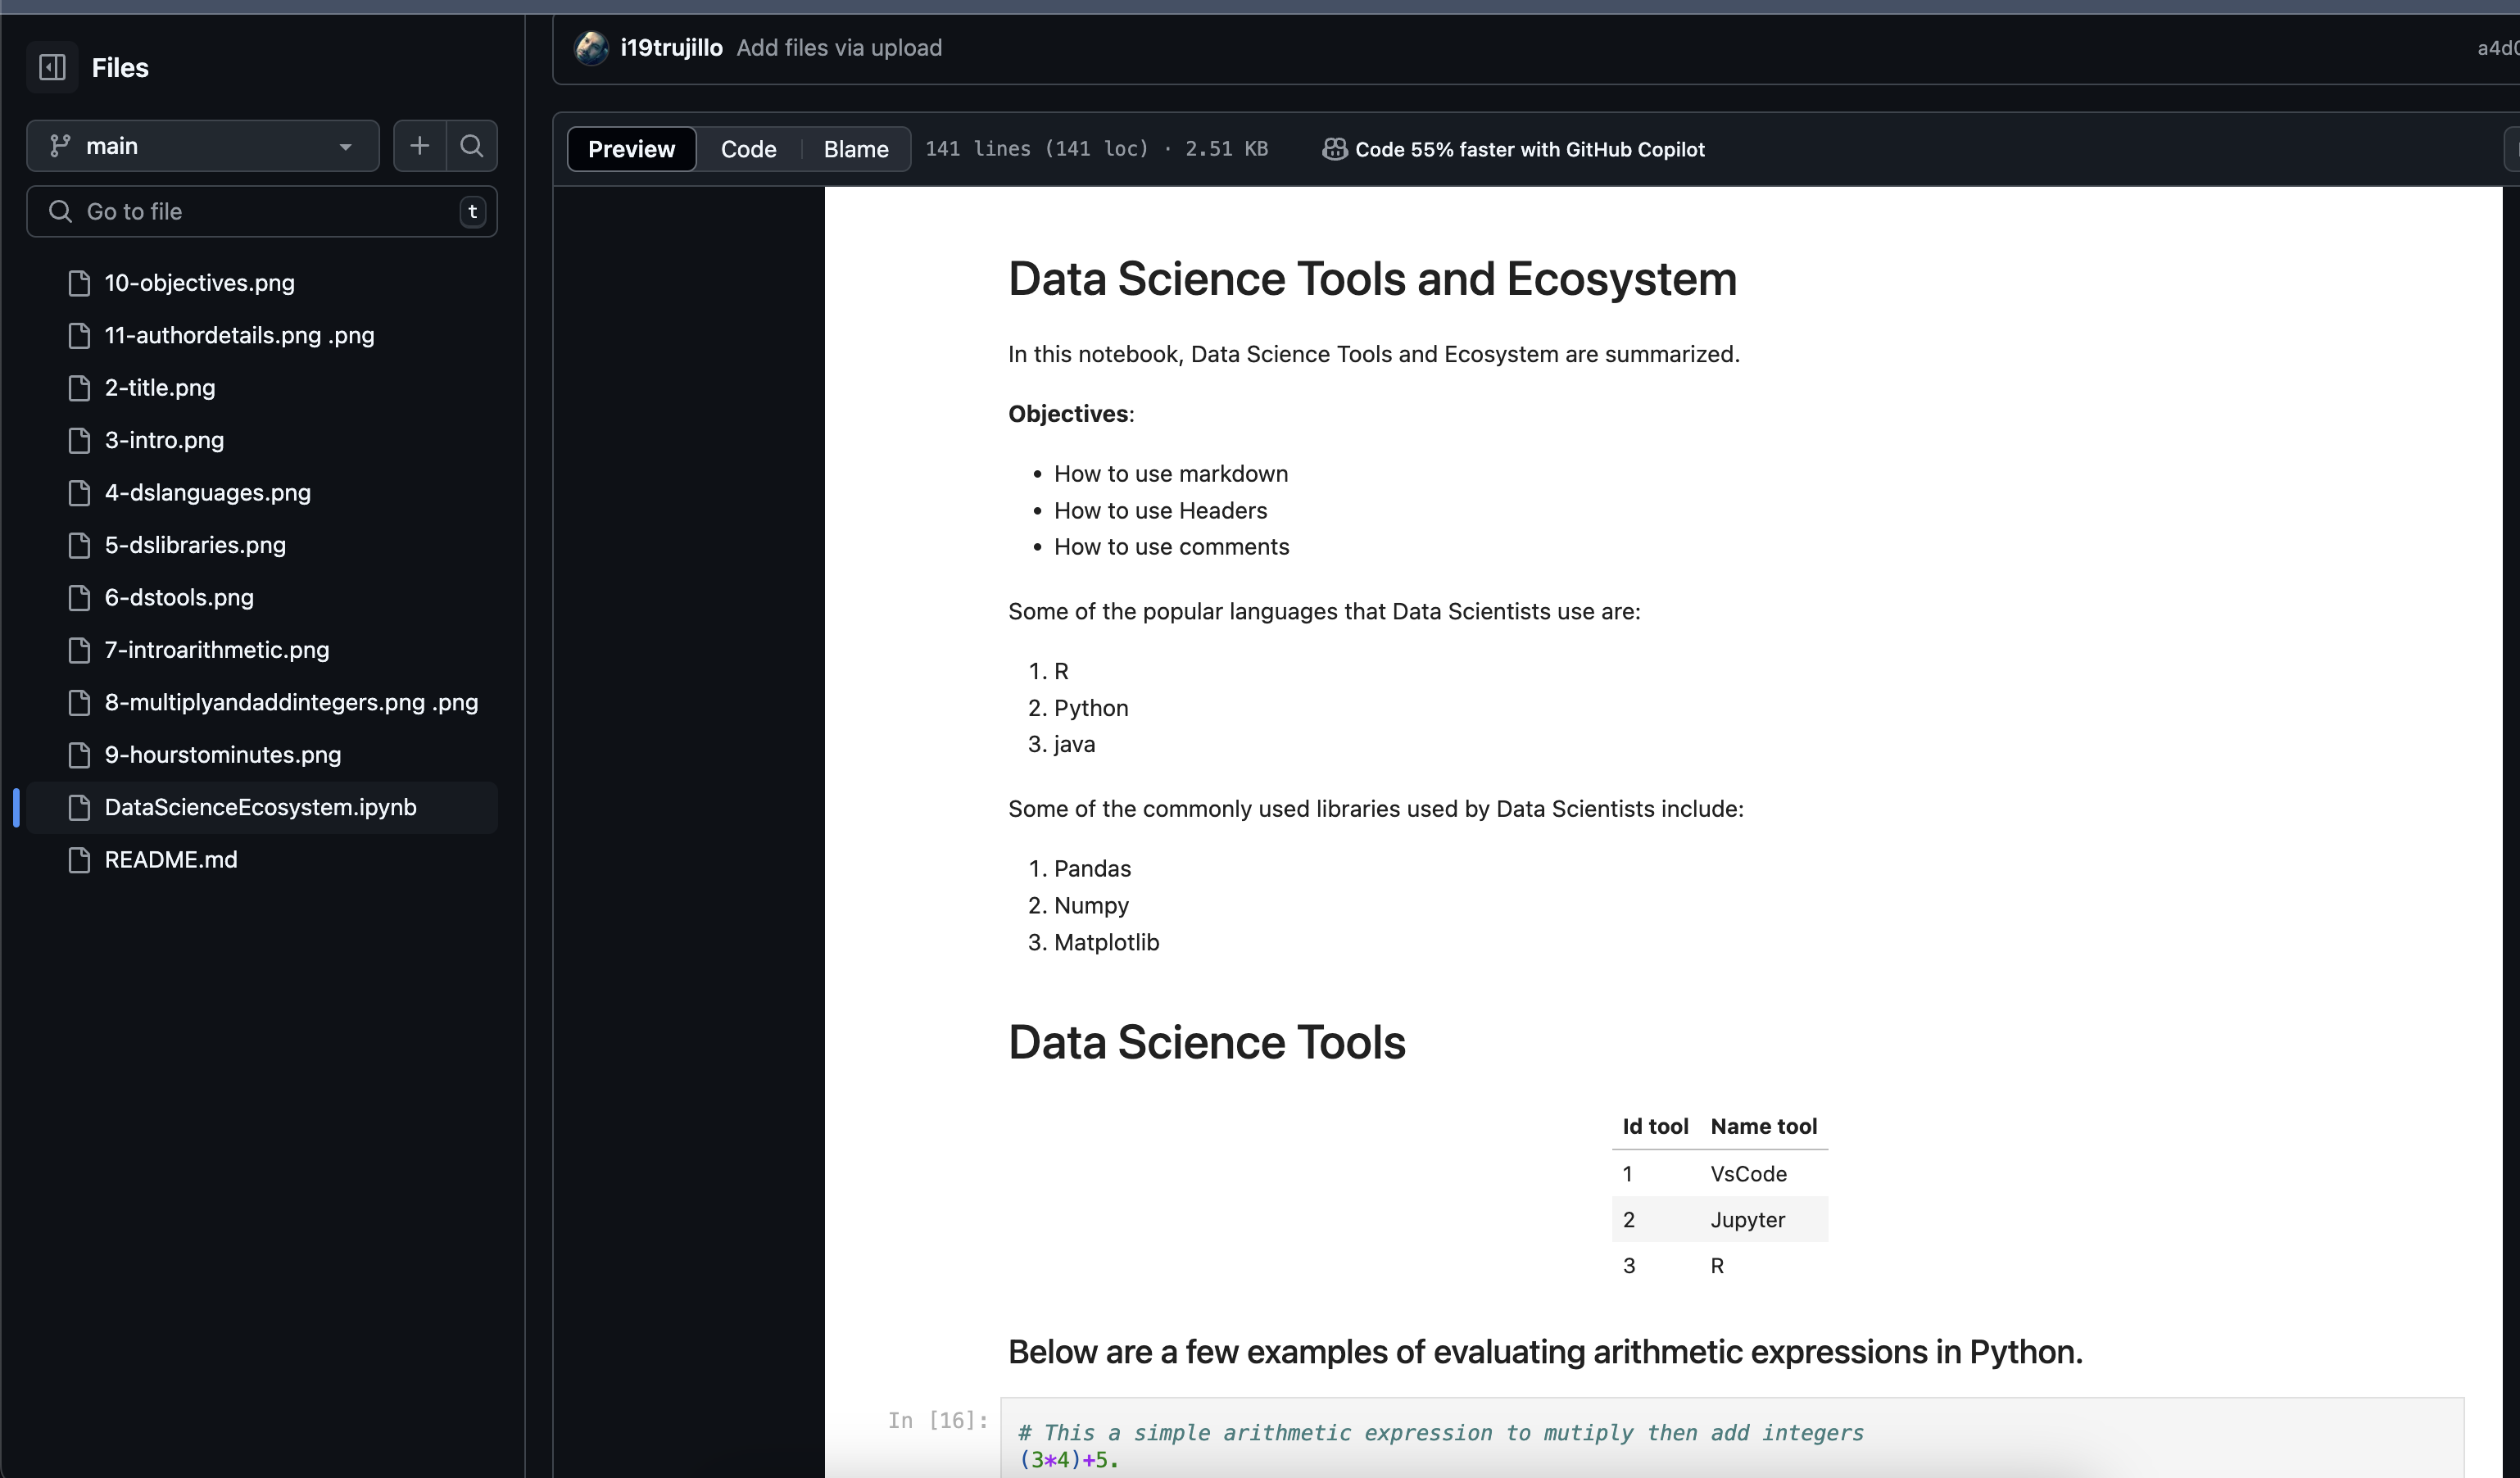 Files
main
Go to file
t
10-objectives.png
11-authordetails.png .png
2-title.png
3-intro.png
4-dslanguages.png
5-dslibraries.png
6-dstools.png
7-introarithmetic.png
8-multiplyandaddintegers.png .png
9-hourstominutes.png
DataScienceEcosystem.ipynb
README.md
i19trujillo Add files via upload
Preview Code Blame 141 lines (141 loc) · 2.51 KB Code 55% faster with GitHub Copilot
Data Science Tools and Ecosystem
In this notebook, Data Science Tools and Ecosystem are summarized.
Objectives:
• How to use markdown
• How to use Headers
• How to use comments
Some of the popular languages that Data Scientists use are:
1. R
2. Python
3. java
Some of the commonly used libraries used by Data Scientists include:
1. Pandas
2. Numpy
3. Matplotlib
Data Science Tools
Id tool Name tool
1 VsCode
2 Jupyter
3 R
Below are a few examples of evaluating arithmetic expressions in Python.
In [16]:
# This a simple arithmetic expression to mutiply then add integers
(3*4)+5.